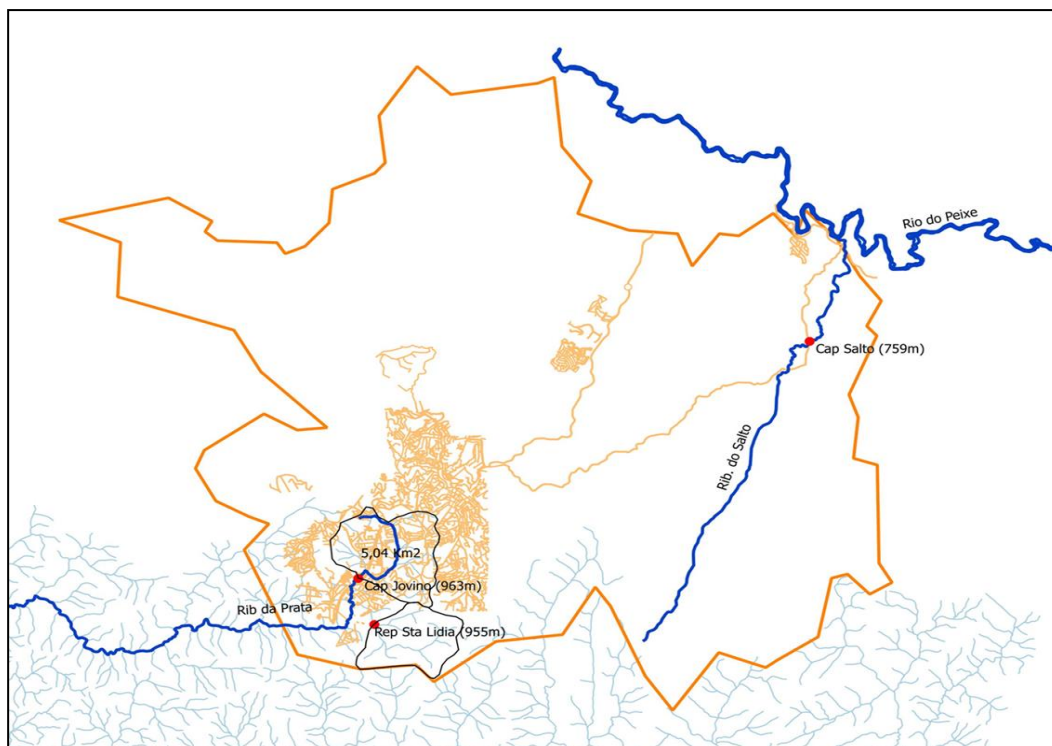 Rio do Peixe
Cap Salto (759m)
Rib. do Salto
5,04 Km2
Cap Jovino (963m)
Rib da Prata
Rep Sta Lidia (955m)